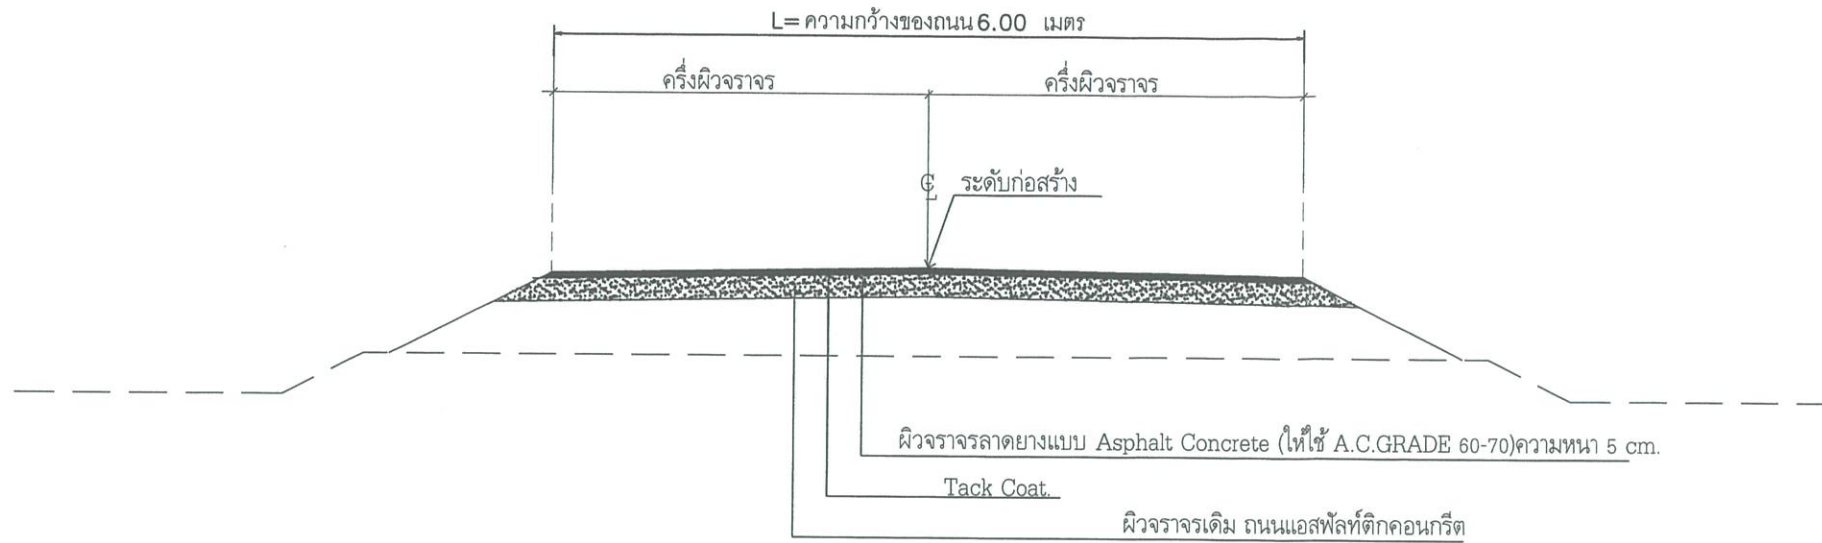 L=ความกว้างของถนน 6.00 เมตร
ครึ่งผิวจราจร ครึ่งผิวจราจร
℄ ระดับก่อสร้าง
ผิวจราจรลาดยางแบบ Asphalt Concrete (ให้ใช้ A.C.GRADE 60-70)ความหนา 5 cm.
Tack Coat.
ผิวจราจรเดิม ถนนแอสฟัลท์ติกคอนกรีต